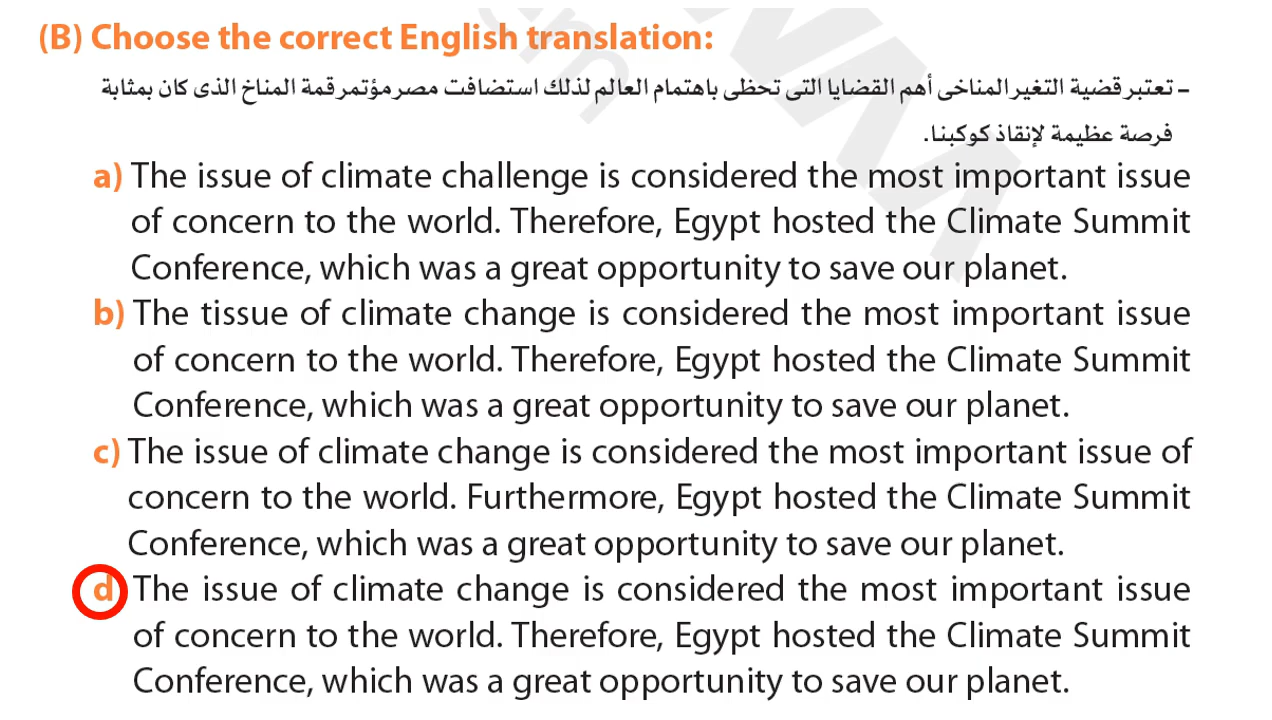 (B) Choose the correct English translation:
- تعتبر قضية التغير المناخى أهم القضايا التى تحظى باهتمام العالم لذلك استضافت مصر مؤتمر قمة المناخ الذى كان بمثابة
فرصة عظيمة لإنقاذ كوكبنا.
a) The issue of climate challenge is considered the most important issue
of concern to the world. Therefore, Egypt hosted the Climate Summit
Conference, which was a great opportunity to save our planet.
b) The tissue of climate change is considered the most important issue
of concern to the world. Therefore, Egypt hosted the Climate Summit
Conference, which was a great opportunity to save our planet.
c) The issue of climate change is considered the most important issue of
concern to the world. Furthermore, Egypt hosted the Climate Summit
Conference, which was a great opportunity to save our planet.
d The issue of climate change is considered the most important issue
of concern to the world. Therefore, Egypt hosted the Climate Summit
Conference, which was a great opportunity to save our planet.